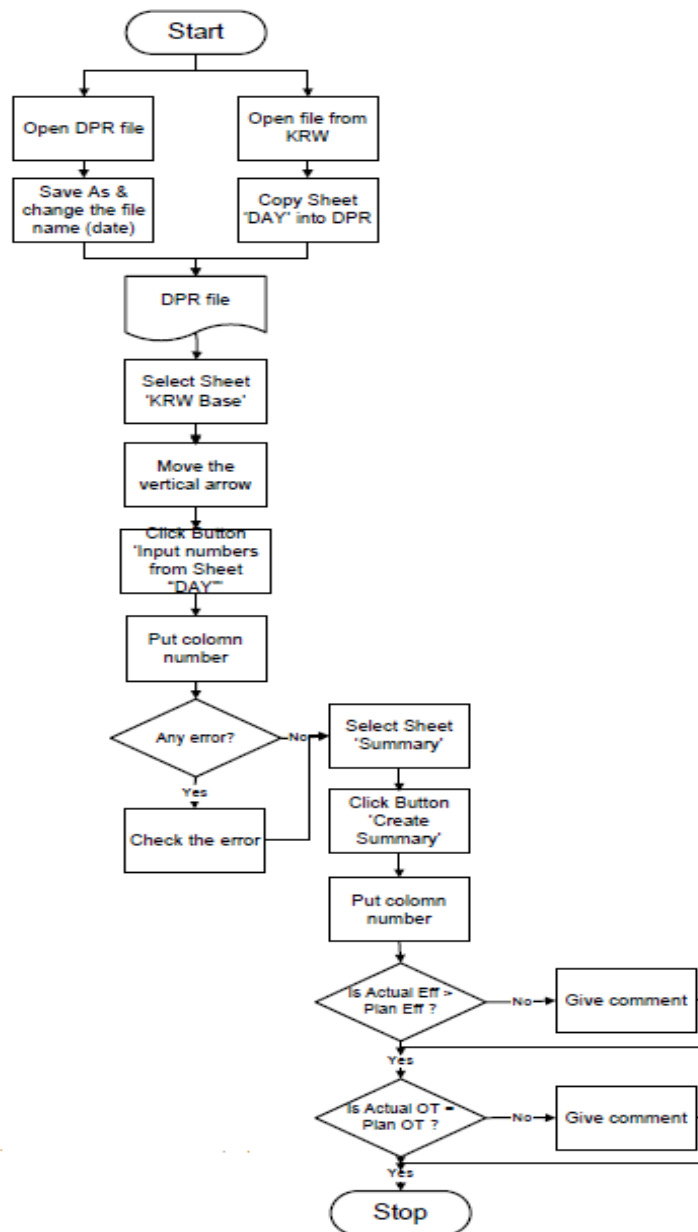 Start
Open DPR file
Open file from
KRW
Save As &
change the file
name (date)
Copy Sheet
'DAY' into DPR
DPR file
Select Sheet
'KRW Base'
Move the
vertical arrow
Click Button
'Input numbers
from Sheet
"DAY"'
Put colomn
number
Any error?
No
Select Sheet
'Summary'
Yes
Check the error
Click Button
'Create
Summary'
Put colomn
number
Is Actual Eff >
Plan Eff ?
No
Give comment
Yes
Is Actual OT =
Plan OT ?
No
Give comment
Yes
Stop